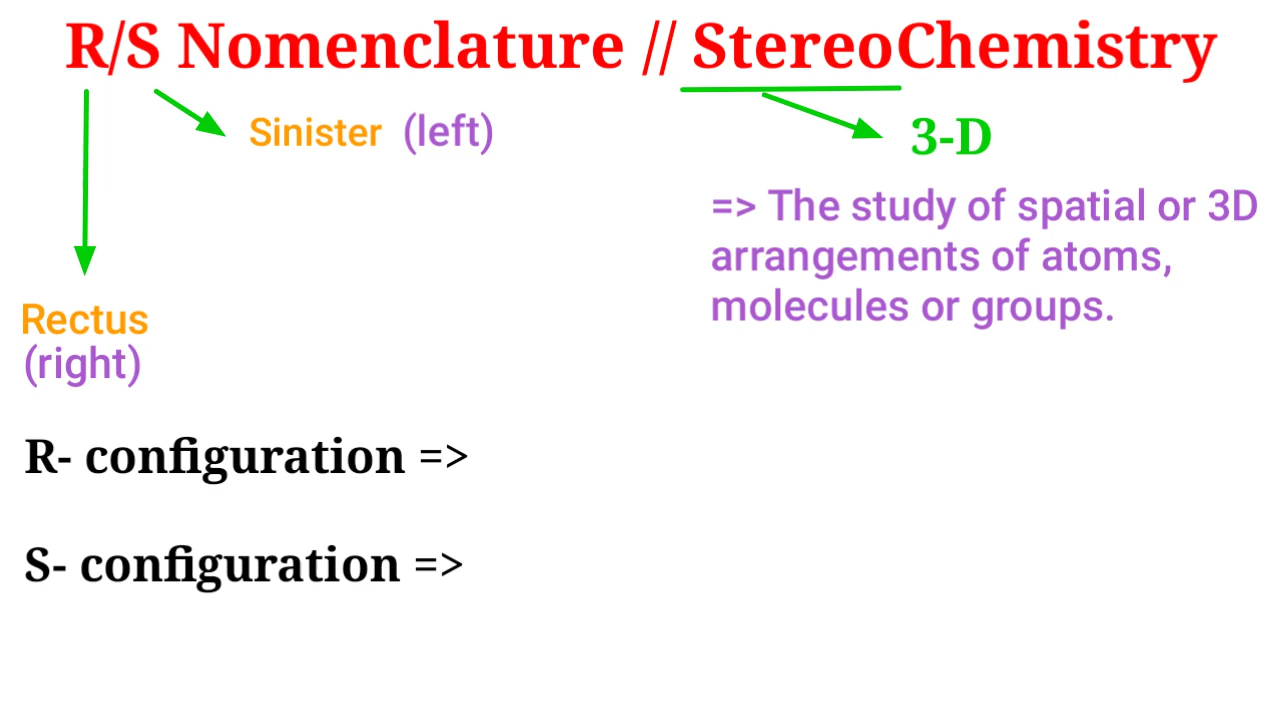 R/S Nomenclature // StereoChemistry
Sinister (left)
3-D
=> The study of spatial or 3D
arrangements of atoms,
molecules or groups.
Rectus
(right)
R- configuration =>
S- configuration =>